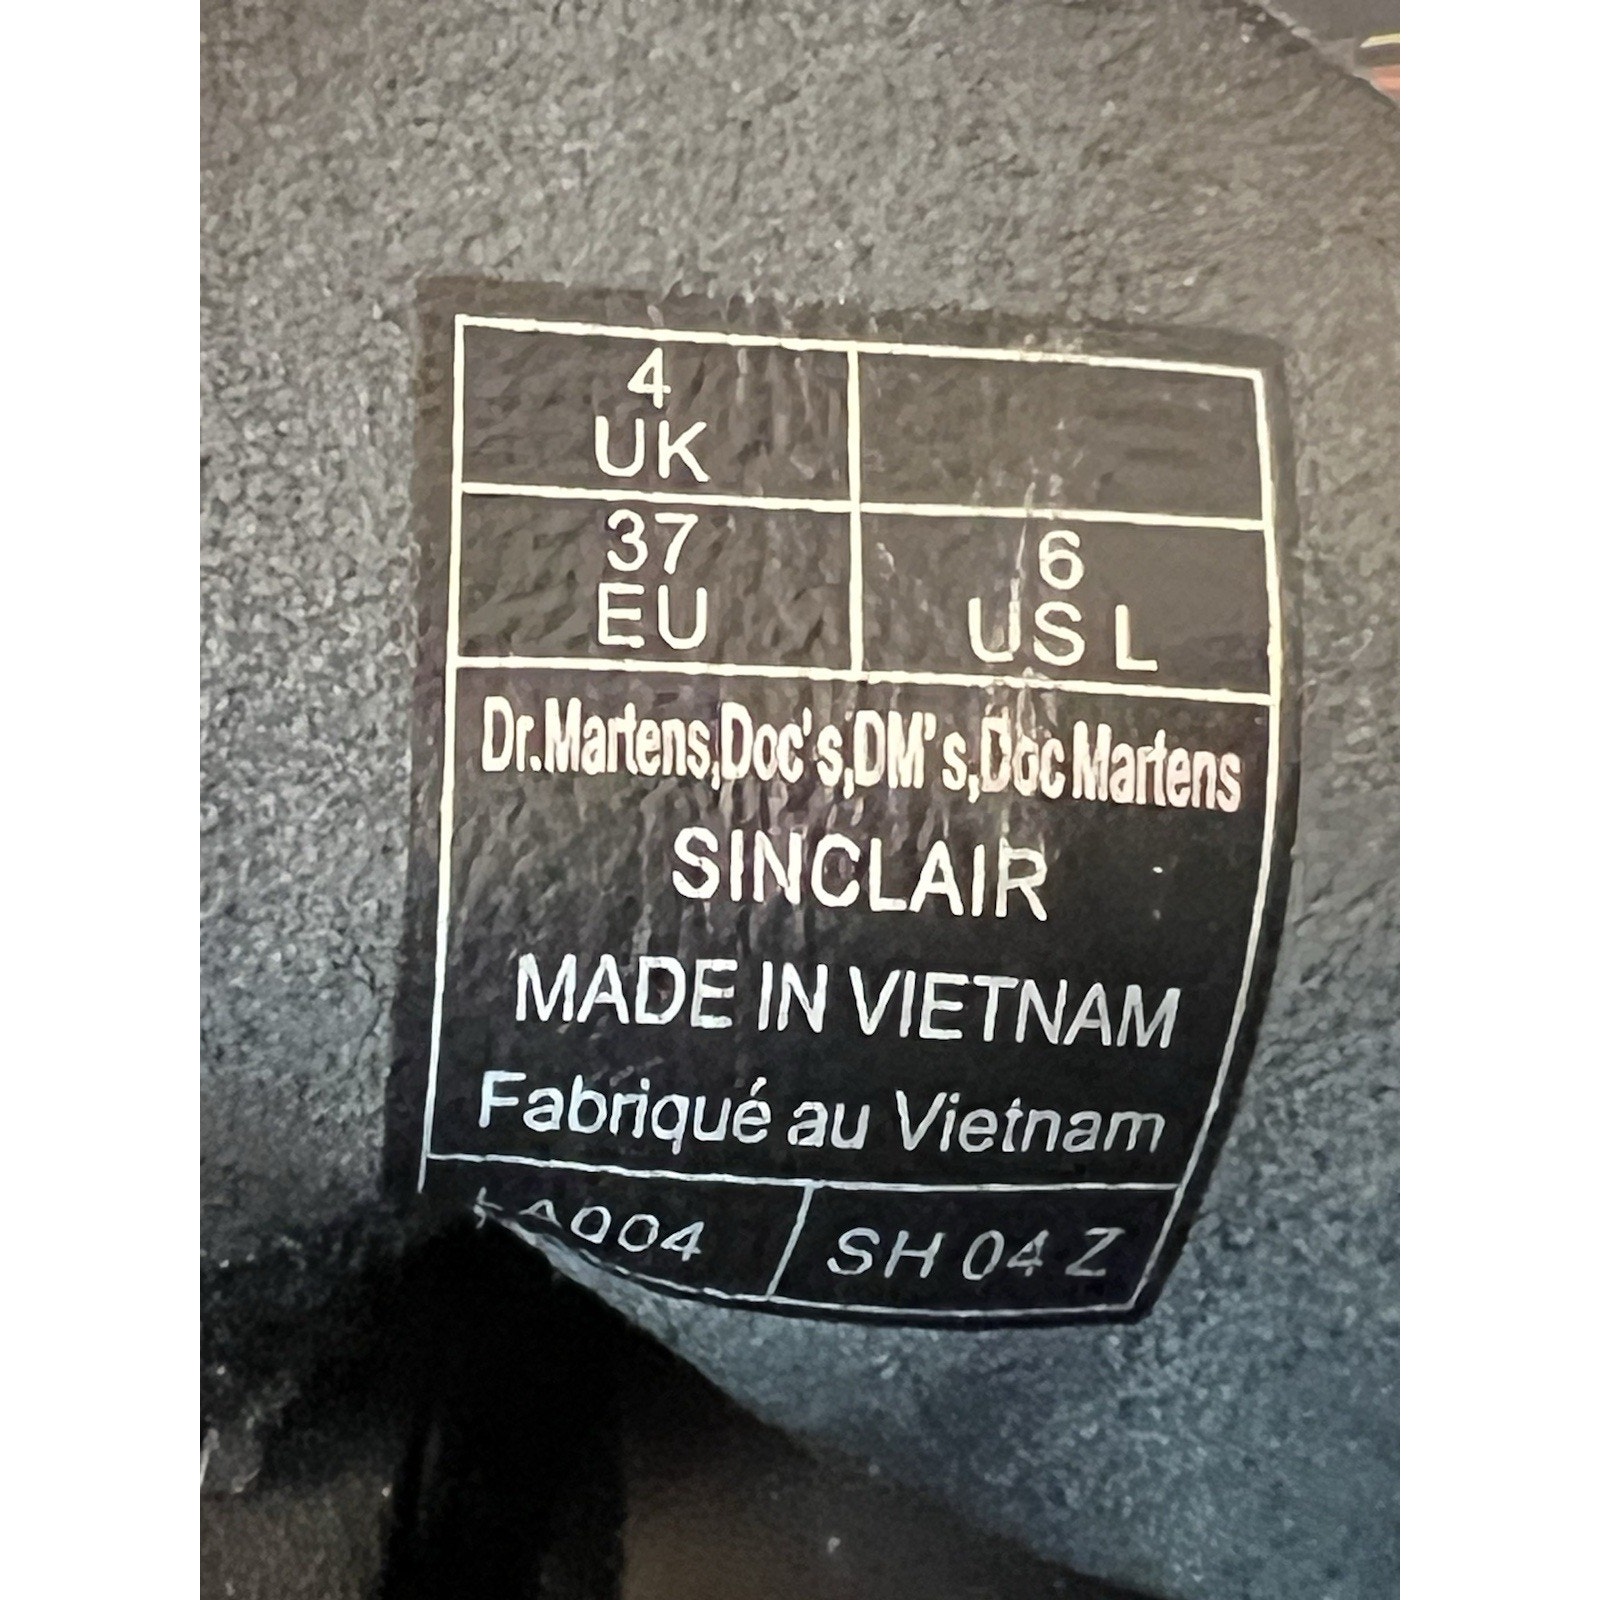 4
UK
37
EU
6
US L
Dr.Martens,Doc's,DM's,Doc Martens
SINCLAIR
MADE IN VIETNAM
Fabriqué au Vietnam
SH 04 Z